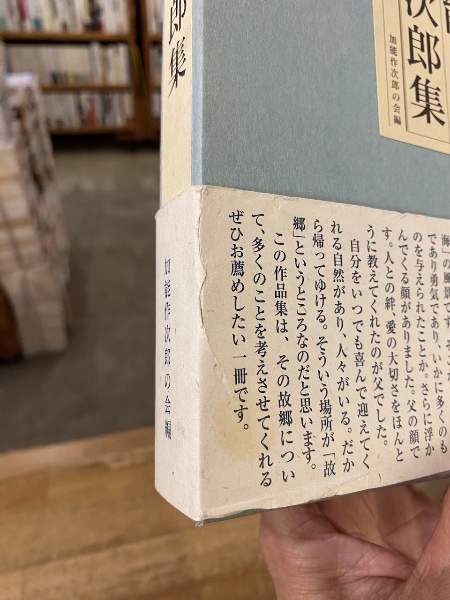 次郎集
加能作次郎の会編
郎集
海」の風景です。そこ
であり勇気であり、いかに多くのも
のを与えられたことか。さらに浮か
んでくる顔がありました。父の顔で
す。人との絆、愛の大切さをほんと
うに教えてくれたのが父でした。
自分をいつでも喜んで迎えてく
れる自然があり、人々がいる。だか
ら帰ってゆける。そういう場所が「故
郷」というところなのだと思います。
この作品集は、その故郷につい
て、多くのことを考えさせてくれる
ぜひお薦めしたい一冊です。
加能作次郎の会編